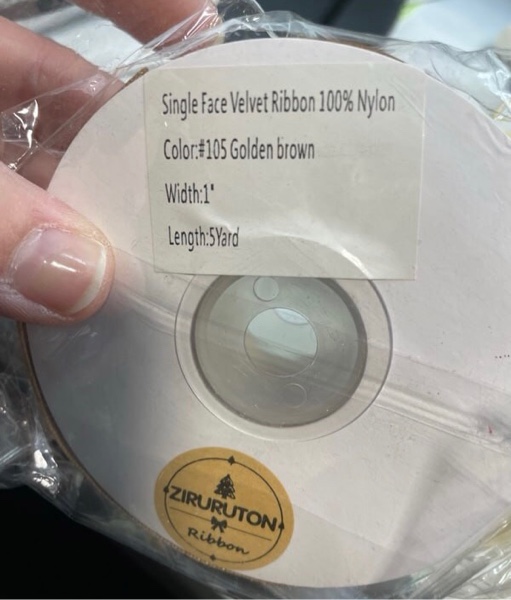 Single Face Velvet Ribbon 100% Nylon
Color:#105 Golden brown
Width:1"
Length:5Yard
ZIRURUTON
Ribbon